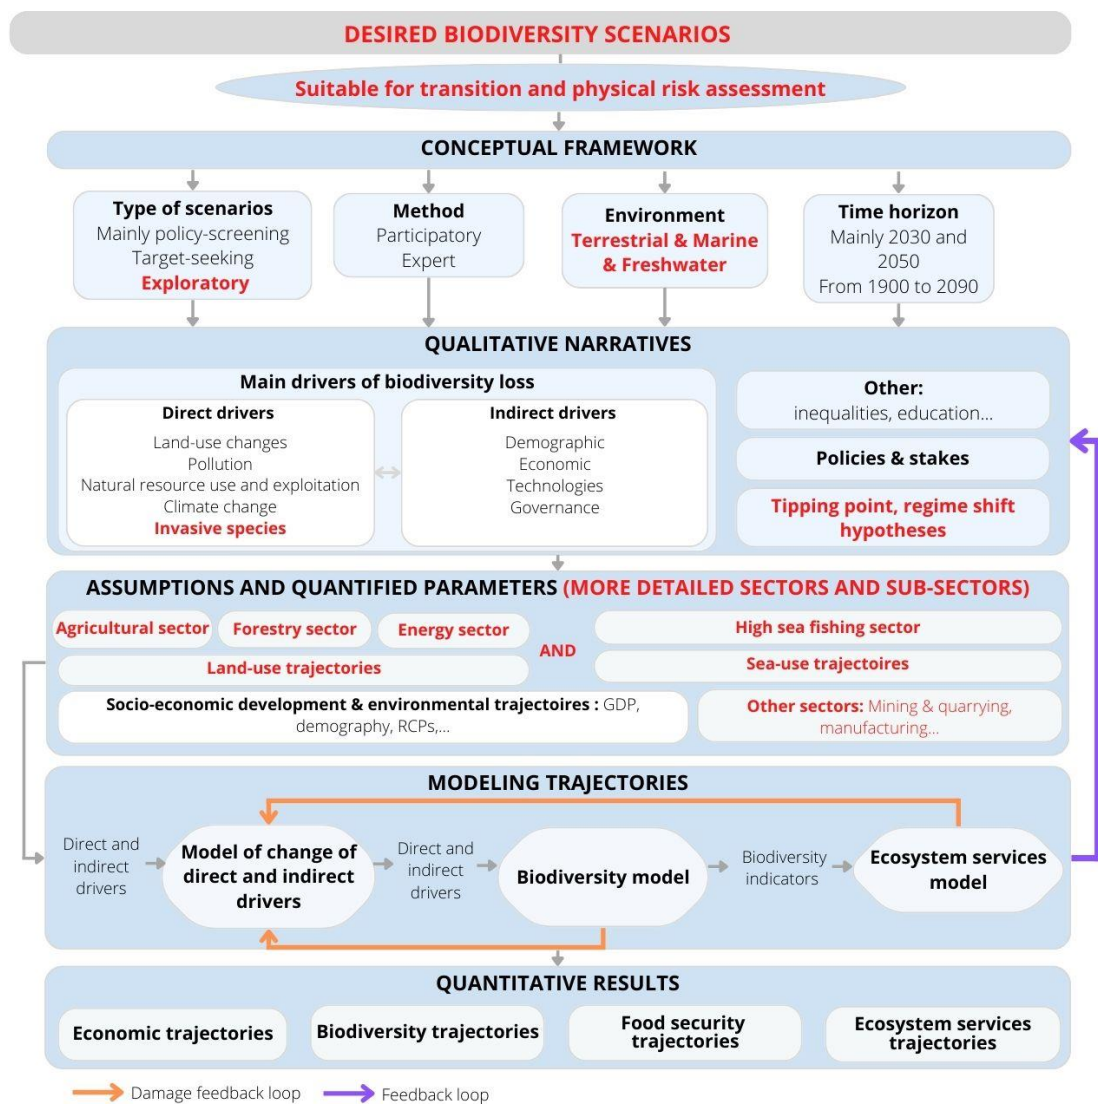 DESIRED BIODIVERSITY SCENARIOS
Suitable for transition and physical risk assessment
CONCEPTUAL FRAMEWORK
Type of scenarios
Mainly policy-screening
Target-seeking
Exploratory
Method
Participatory
Expert
Environment
Terrestrial & Marine
& Freshwater
Time horizon
Mainly 2030 and
2050
From 1900 to 2090
QUALITATIVE NARRATIVES
Main drivers of biodiversity loss
Direct drivers
Land-use changes
Pollution
Natural resource use and exploitation
Climate change
Invasive species
Indirect drivers
Demographic
Economic
Technologies
Governance
Other:
inequalities, education...
Policies & stakes
Tipping point, regime shift
hypotheses
ASSUMPTIONS AND QUANTIFIED PARAMETERS (MORE DETAILED SECTORS AND SUB-SECTORS)
Agricultural sector
Forestry sector
Energy sector
Land-use trajectories
AND
High sea fishing sector
Sea-use trajectoires
Socio-economic development & environmental trajectoires : GDP,
demography, RCPs,...
Other sectors: Mining & quarrying,
manufacturing...
MODELING TRAJECTORIES
Direct and
indirect
drivers
Model of change of
direct and indirect
drivers
Direct and
indirect
drivers
Biodiversity model
Biodiversity
indicators
Ecosystem services
model
QUANTITATIVE RESULTS
Economic trajectories
Biodiversity trajectories
Food security
trajectories
Ecosystem services
trajectories
Damage feedback loop
Feedback loop